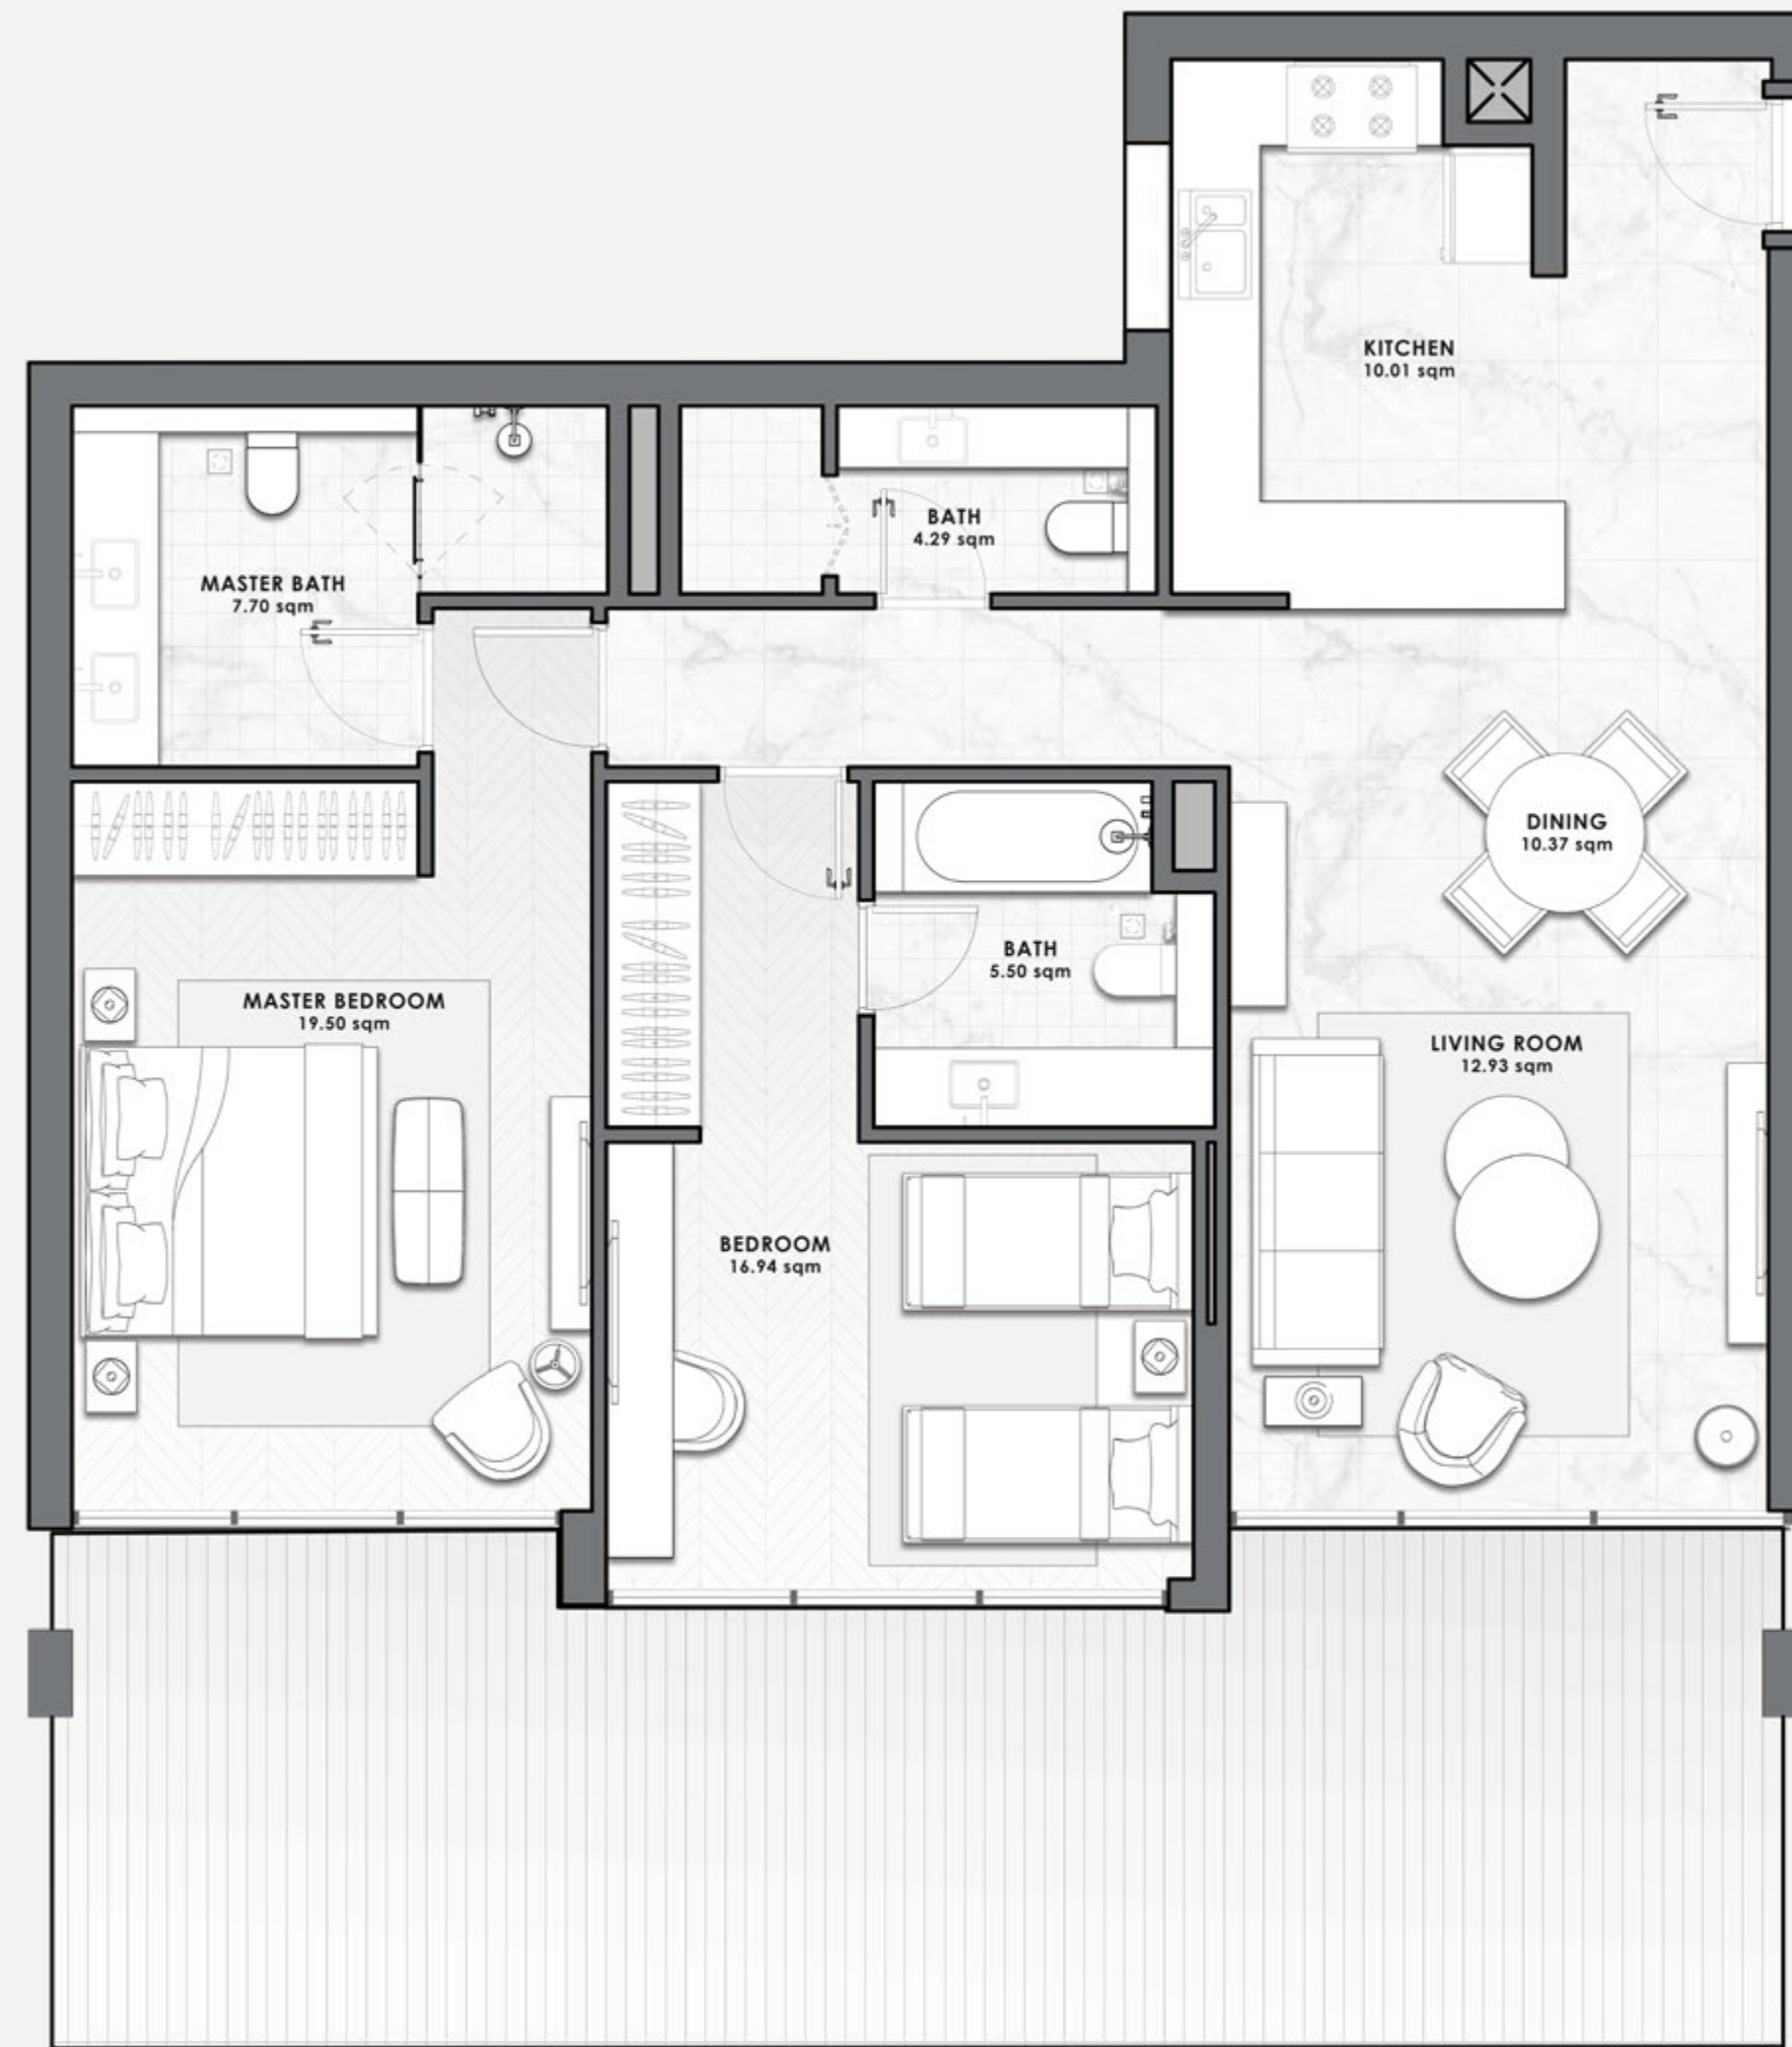 KITCHEN
10.01 sqm
BATH
4.29 sqm
MASTER BATH
7.70 sqm
DINING
10.37 sqm
BATH
5.50 sqm
MASTER BEDROOM
19.50 sqm
LIVING ROOM
12.93 sqm
BEDROOM
16.94 sqm